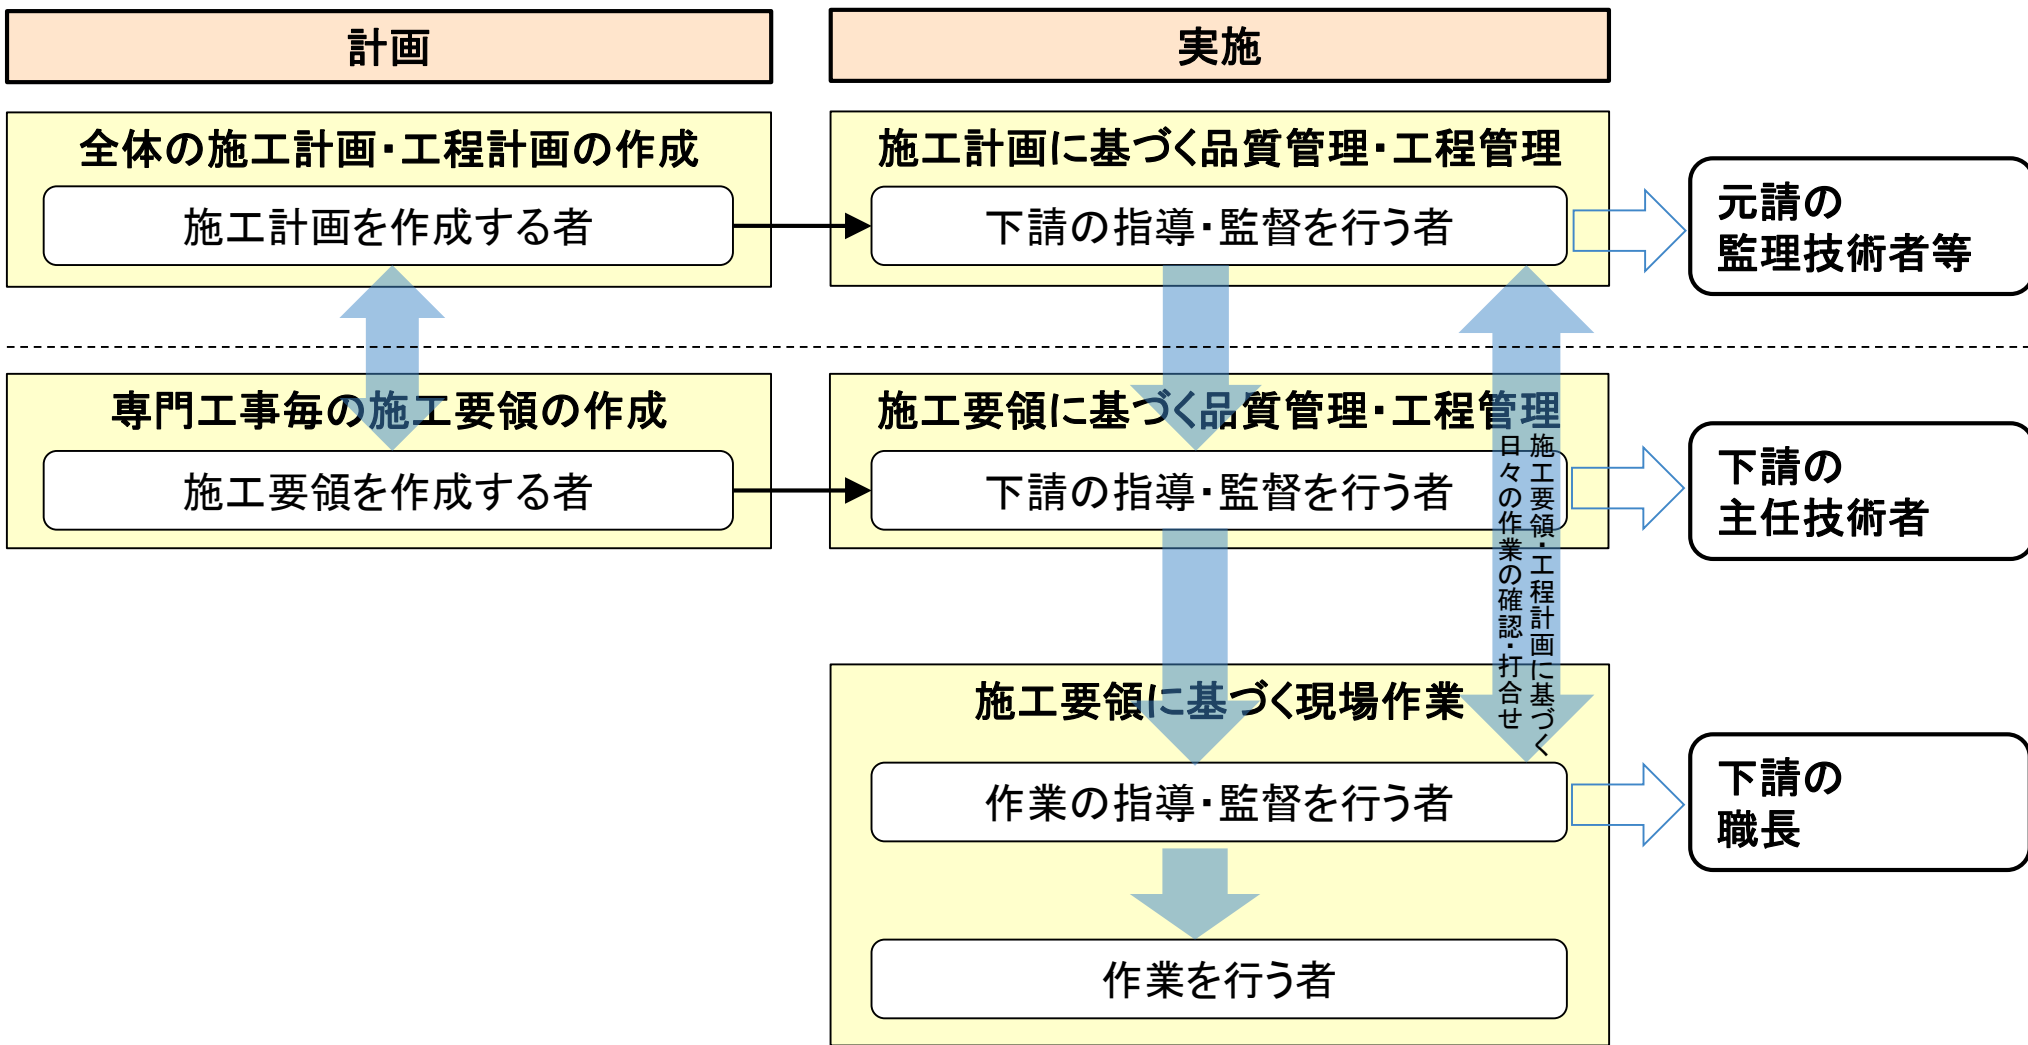 計画
実施
全体の施工計画・工程計画の作成
施工計画を作成する者
施工計画に基づく品質管理・工程管理
下請の指導・監督を行う者
元請の
監理技術者等
専門工事毎の施工要領の作成
施工要領を作成する者
施工要領に基づく品質管理・工程管理
下請の指導・監督を行う者
下請の
主任技術者
施工要領・工程計画に基づく
日々の作業の確認・打合せ
施工要領に基づく現場作業
作業の指導・監督を行う者
下請の
職長
作業を行う者